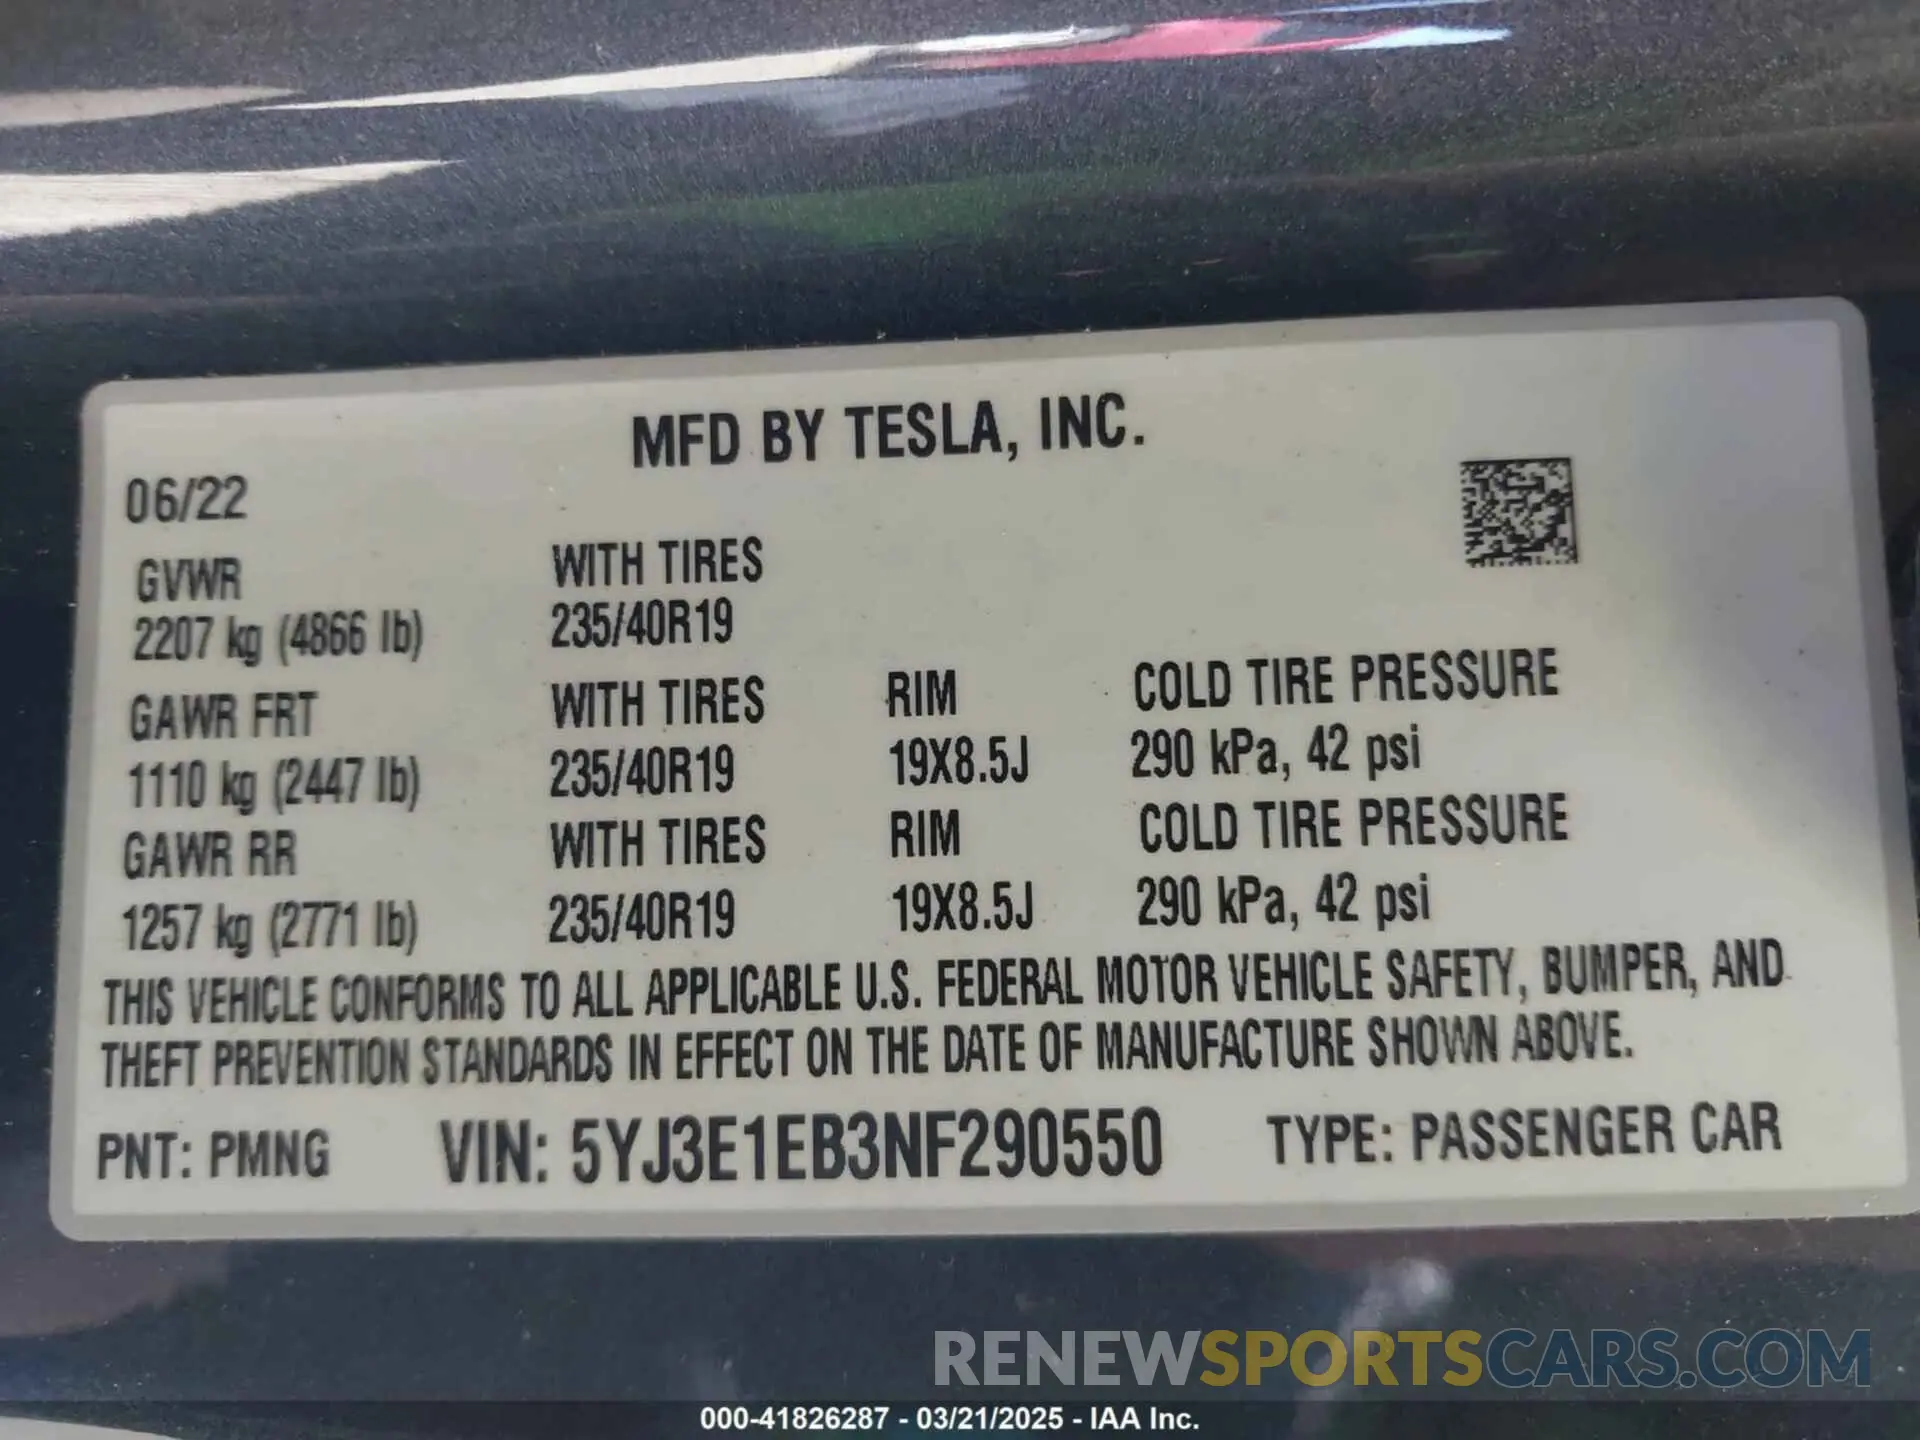 MFD BY TESLA, INC.
06/22
GVWR WITH TIRES
2207 kg (4866 lb) 235/40R19
GAWR FRT WITH TIRES RIM COLD TIRE PRESSURE
1110 kg (2447 lb) 235/40R19 19X8.5J 290 kPa, 42 psi
GAWR RR WITH TIRES RIM COLD TIRE PRESSURE
1257 kg (2771 lb) 235/40R19 19X8.5J 290 kPa, 42 psi
THIS VEHICLE CONFORMS TO ALL APPLICABLE U.S. FEDERAL MOTOR VEHICLE SAFETY, BUMPER, AND
THEFT PREVENTION STANDARDS IN EFFECT ON THE DATE OF MANUFACTURE SHOWN ABOVE.
PNT: PMNG VIN: 5YJ3E1EB3NF290550 TYPE: PASSENGER CAR
RENEWSPORTSCARS.COM
000-41826287 - 03/21/2025 - IAA Inc.